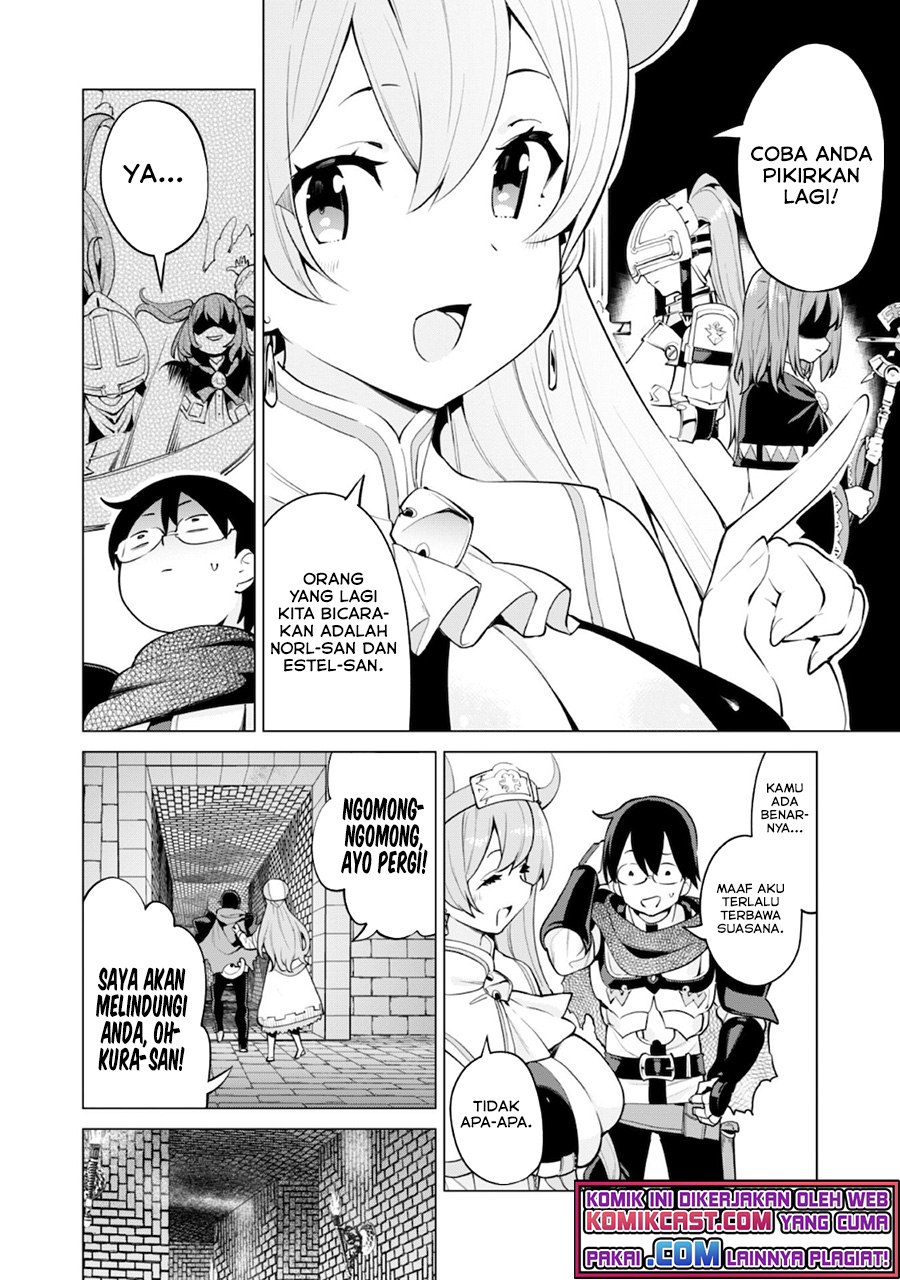 COBA ANDA
PIKIRKAN
LAGI!
ORANG
YANG LAGI
KITA BICARA-
KAN ADALAH
NORL-SAN DAN
ESTEL-SAN.
YA...
KAMU
ADA
BENAR-
NYA...
MAAF AKU
TERLALU
TERBAWA
SUASANA.
TIDAK
APA-APA.
NGOMONG-
NGOMONG,
AYO PERGI!
SAYA AKAN
MELINDUNGI
ANDA, OH-
KURA-SAN!
KOMIK INI DIKERJAKAN OLEH WEB
KOMIKCAST.COM YANG CUMA
PAKAI .COM LAINNYA PLAGIAT!